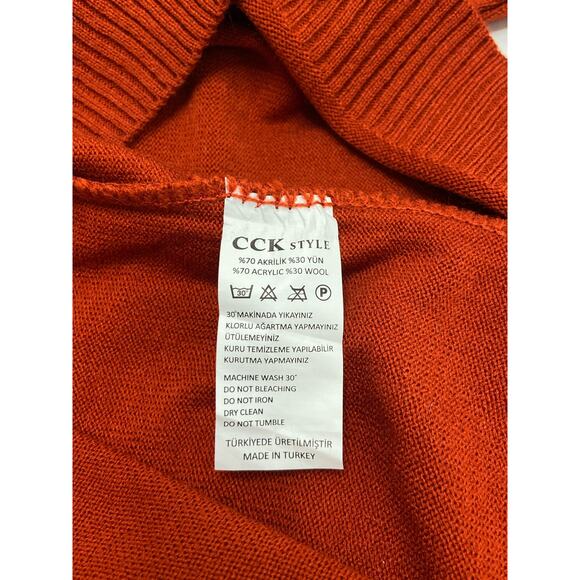 CCK STYLE
%70 AKRİLİK %30 YÜN
%70 ACRYLIC %30 WOOL
30 P
30°MAKİNADA YIKAYINIZ
KLORLU AĞARTMA YAPMAYINIZ
ÜTÜLEMEYİNİZ
KURU TEMİZLEME YAPILABİLİR
KURUTMA YAPMAYINIZ
MACHINE WASH 30°
DO NOT BLEACHING
DO NOT IRON
DRY CLEAN
DO NOT TUMBLE
TÜRKİYEDE ÜRETİLMİŞTİR
MADE IN TURKEY